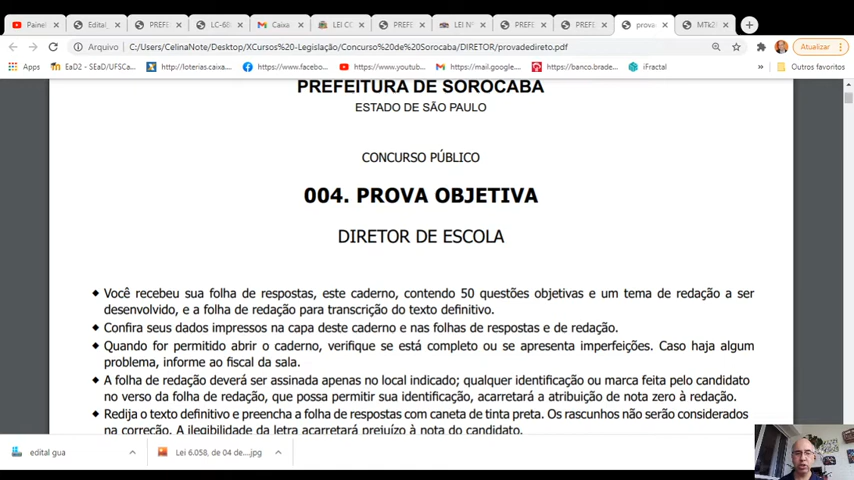 Painel
Edital_
PREFE
LC-68
Caixa
LEI CO
PREFE
LEI Nº
PREFE
PREFE
prova
MTk2
Arquivo
C:/Users/CelinaNote/Desktop/XCursos%20-Legislação/Concurso%20de%20Sorocaba/DIRETOR/provadedireto.pdf
Atualizar
Apps
EaD2 - SEaD/UFSCa...
http://loterias.caixa...
https://www.faceb...
https://www.youtub...
https://mail.google....
https://banco.brade...
iFractal
Outros favoritos
PREFEITURA DE SOROCABA
ESTADO DE SÃO PAULO
CONCURSO PÚBLICO
004. PROVA OBJETIVA
DIRETOR DE ESCOLA
Você recebeu sua folha de respostas, este caderno, contendo 50 questões objetivas e um tema de redação a ser
desenvolvido, e a folha de redação para transcrição do texto definitivo.
Confira seus dados impressos na capa deste caderno e nas folhas de respostas e de redação.
Quando for permitido abrir o caderno, verifique se está completo ou se apresenta imperfeições. Caso haja algum
problema, informe ao fiscal da sala.
A folha de redação deverá ser assinada apenas no local indicado; qualquer identificação ou marca feita pelo candidato
no verso da folha de redação, que possa permitir sua identificação, acarretará a atribuição de nota zero à redação.
Redija o texto definitivo e preencha a folha de respostas com caneta de tinta preta. Os rascunhos não serão considerados
na correção. A ilegibilidade da letra acarretará prejuízo à nota do candidato.
edital gua
Lei 6.058, de 04 de....jpg